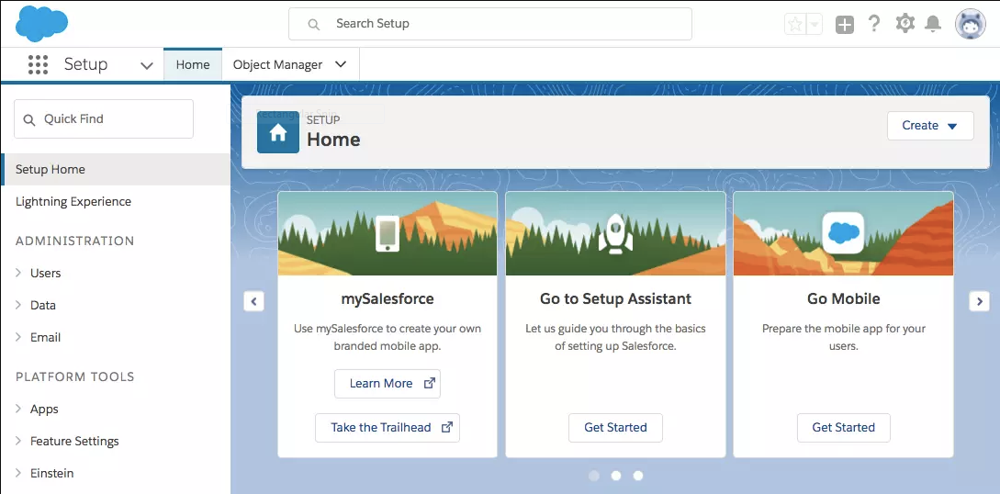 Search Setup
Setup
Home
Object Manager
Quick Find
Setup Home
Lightning Experience
ADMINISTRATION
Users
Data
Email
PLATFORM TOOLS
Apps
Feature Settings
Einstein
Rectangular Snip
SETUP
Home
Create
mySalesforce
Use mySalesforce to create your own
branded mobile app.
Learn More
Take the Trailhead
Go to Setup Assistant
Let us guide you through the basics
of setting up Salesforce.
Get Started
Go Mobile
Prepare the mobile app for your
users.
Get Started